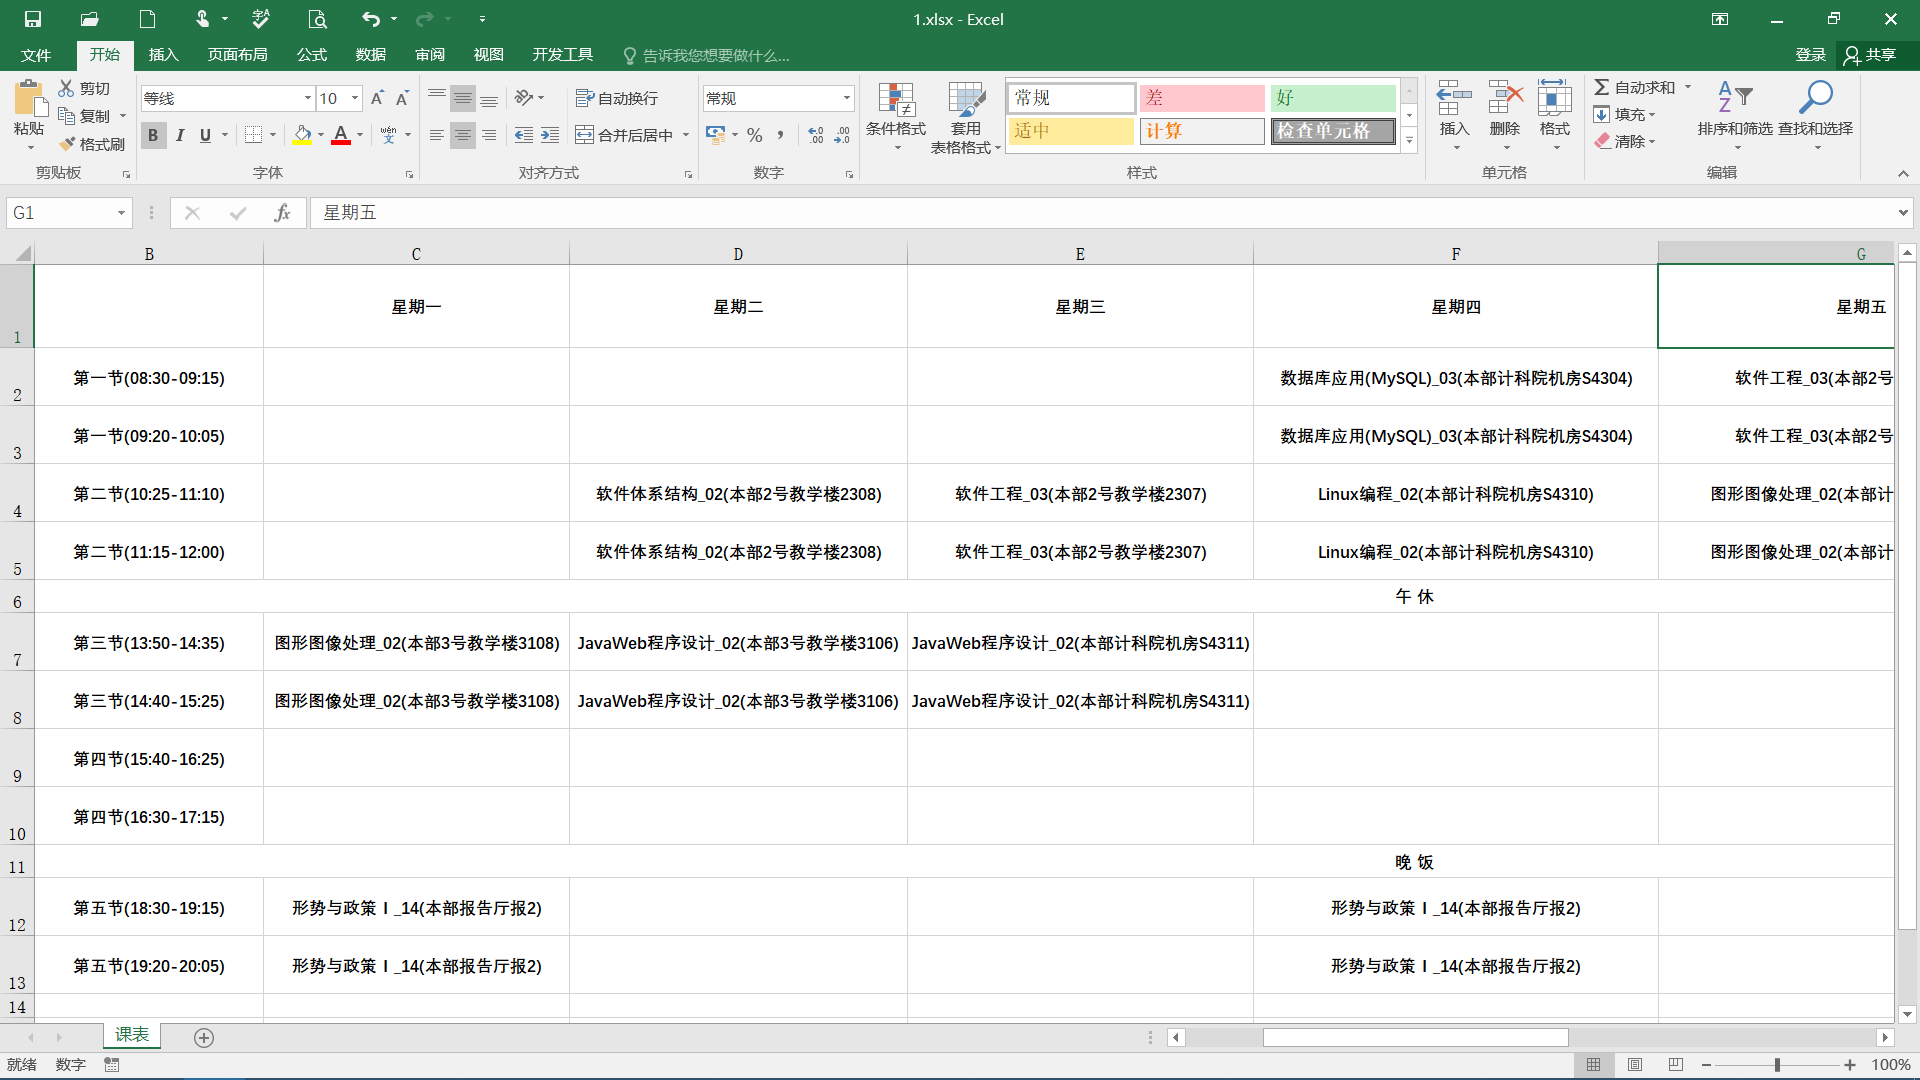 1.xlsx - Excel
文件 开始 插入 页面布局 公式 数据 审阅 视图 开发工具 告诉我您想要做什么... 登录 共享
粘贴 剪切 复制 格式刷 剪贴板
等线 10 A A B I U A wén 文 字体
自动换行 合并后居中 对齐方式
常规 % , .0 .00 数字
条件格式 套用 表格格式 常规 差 好 适中 计算 检查单元格 样式
插入 删除 格式 单元格
Σ 自动求和 填充 清除 排序和筛选 查找和选择 编辑
G1 fx 星期五
B C D E F G
1 星期一 星期二 星期三 星期四 星期五
2 第一节(08:30-09:15) 数据库应用(MySQL)_03(本部计科院机房S4304) 软件工程_03(本部2号
3 第一节(09:20-10:05) 数据库应用(MySQL)_03(本部计科院机房S4304) 软件工程_03(本部2号
4 第二节(10:25-11:10) 软件体系结构_02(本部2号教学楼2308) 软件工程_03(本部2号教学楼2307) Linux编程_02(本部计科院机房S4310) 图形图像处理_02(本部计
5 第二节(11:15-12:00) 软件体系结构_02(本部2号教学楼2308) 软件工程_03(本部2号教学楼2307) Linux编程_02(本部计科院机房S4310) 图形图像处理_02(本部计
6 午 休
7 第三节(13:50-14:35) 图形图像处理_02(本部3号教学楼3108) JavaWeb程序设计_02(本部3号教学楼3106) JavaWeb程序设计_02(本部计科院机房S4311)
8 第三节(14:40-15:25) 图形图像处理_02(本部3号教学楼3108) JavaWeb程序设计_02(本部3号教学楼3106) JavaWeb程序设计_02(本部计科院机房S4311)
9 第四节(15:40-16:25)
10 第四节(16:30-17:15)
11 晚 饭
12 第五节(18:30-19:15) 形势与政策Ⅰ_14(本部报告厅报2) 形势与政策Ⅰ_14(本部报告厅报2)
13 第五节(19:20-20:05) 形势与政策Ⅰ_14(本部报告厅报2) 形势与政策Ⅰ_14(本部报告厅报2)
14
课表
就绪 数字 100%